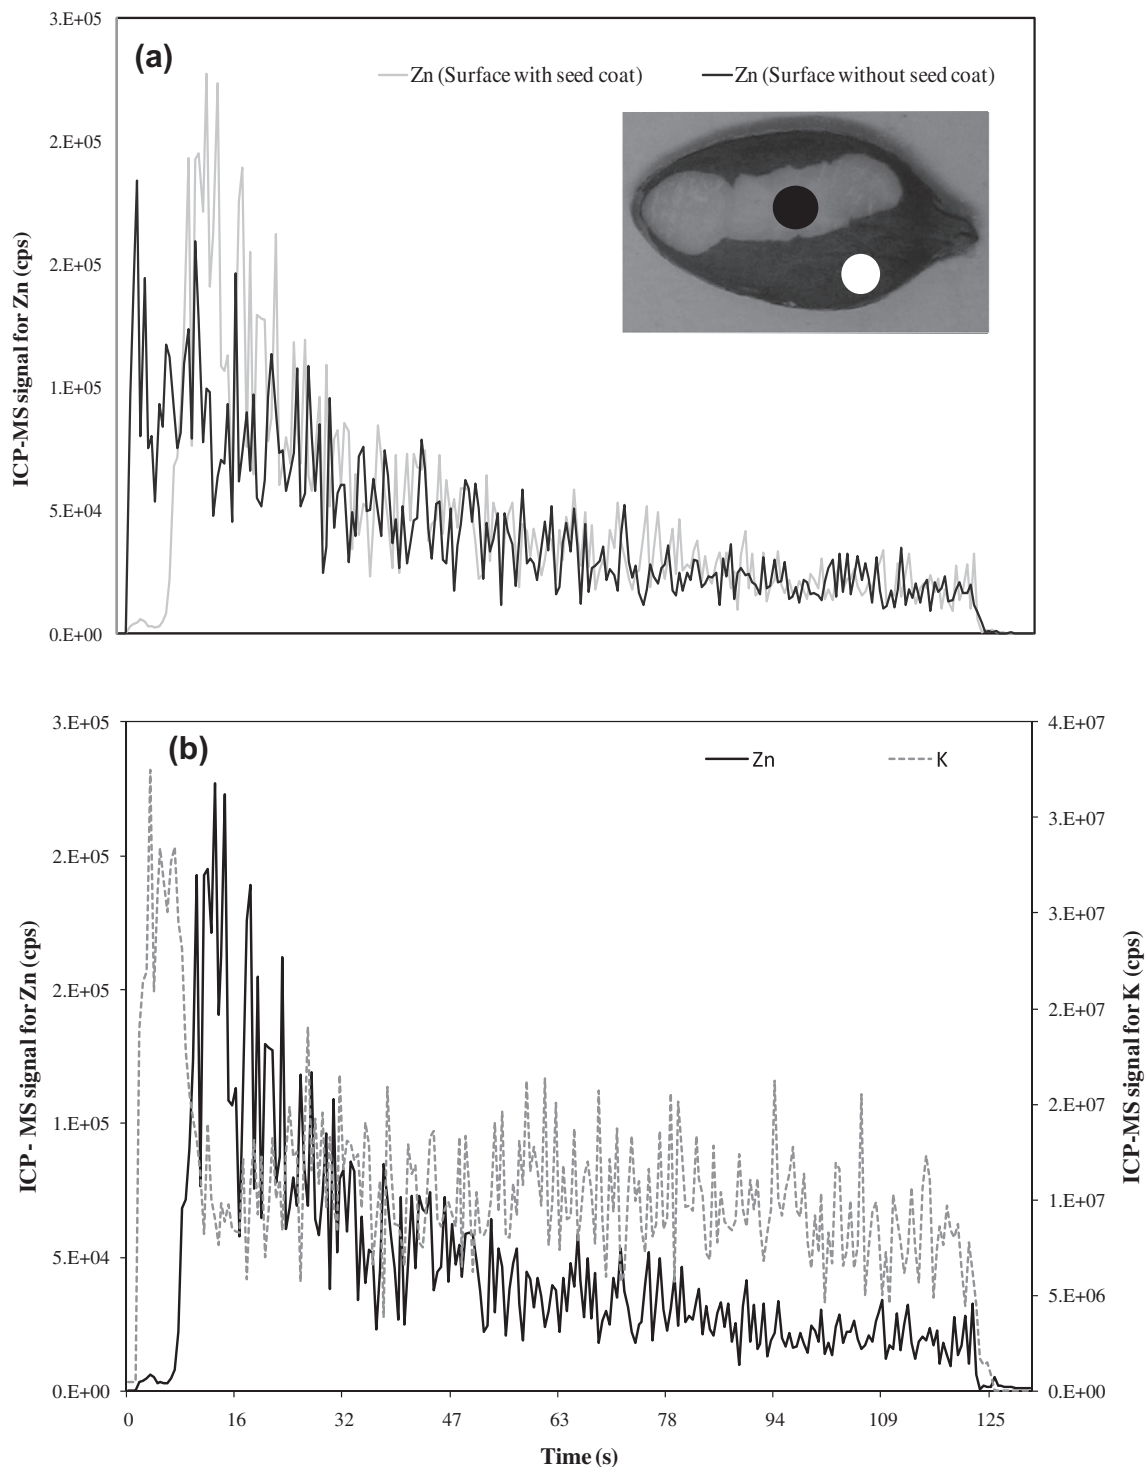 (a)
Zn (Surface with seed coat)
Zn (Surface without seed coat)
ICP-MS signal for Zn (cps)
3.E+05
2.E+05
2.E+05
1.E+05
5.E+04
0.E+00
(b)
Zn
K
ICP - MS signal for Zn (cps)
3.E+05
2.E+05
2.E+05
1.E+05
5.E+04
0.E+00
4.E+07
3.E+07
3.E+07
2.E+07
2.E+07
1.E+07
5.E+06
0.E+00
ICP-MS signal for K (cps)
0 16 32 47 63 78 94 109 125
Time (s)